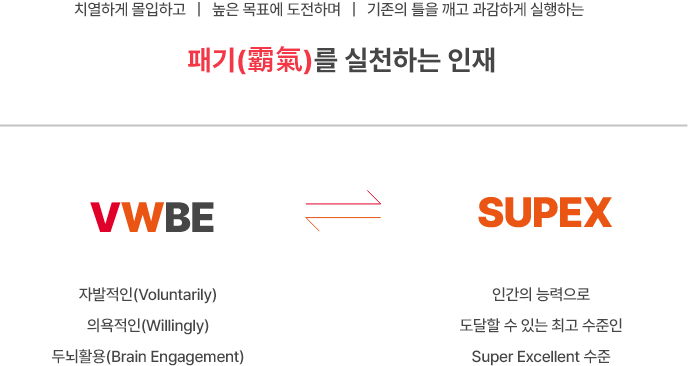 치열하게 몰입하고 | 높은 목표에 도전하며 | 기존의 틀을 깨고 과감하게 실행하는
패기(霸氣)를 실천하는 인재
VWBE
SUPEX
자발적인(Voluntarily)
의욕적인(Willingly)
두뇌활용(Brain Engagement)
인간의 능력으로
도달할 수 있는 최고 수준인
Super Excellent 수준